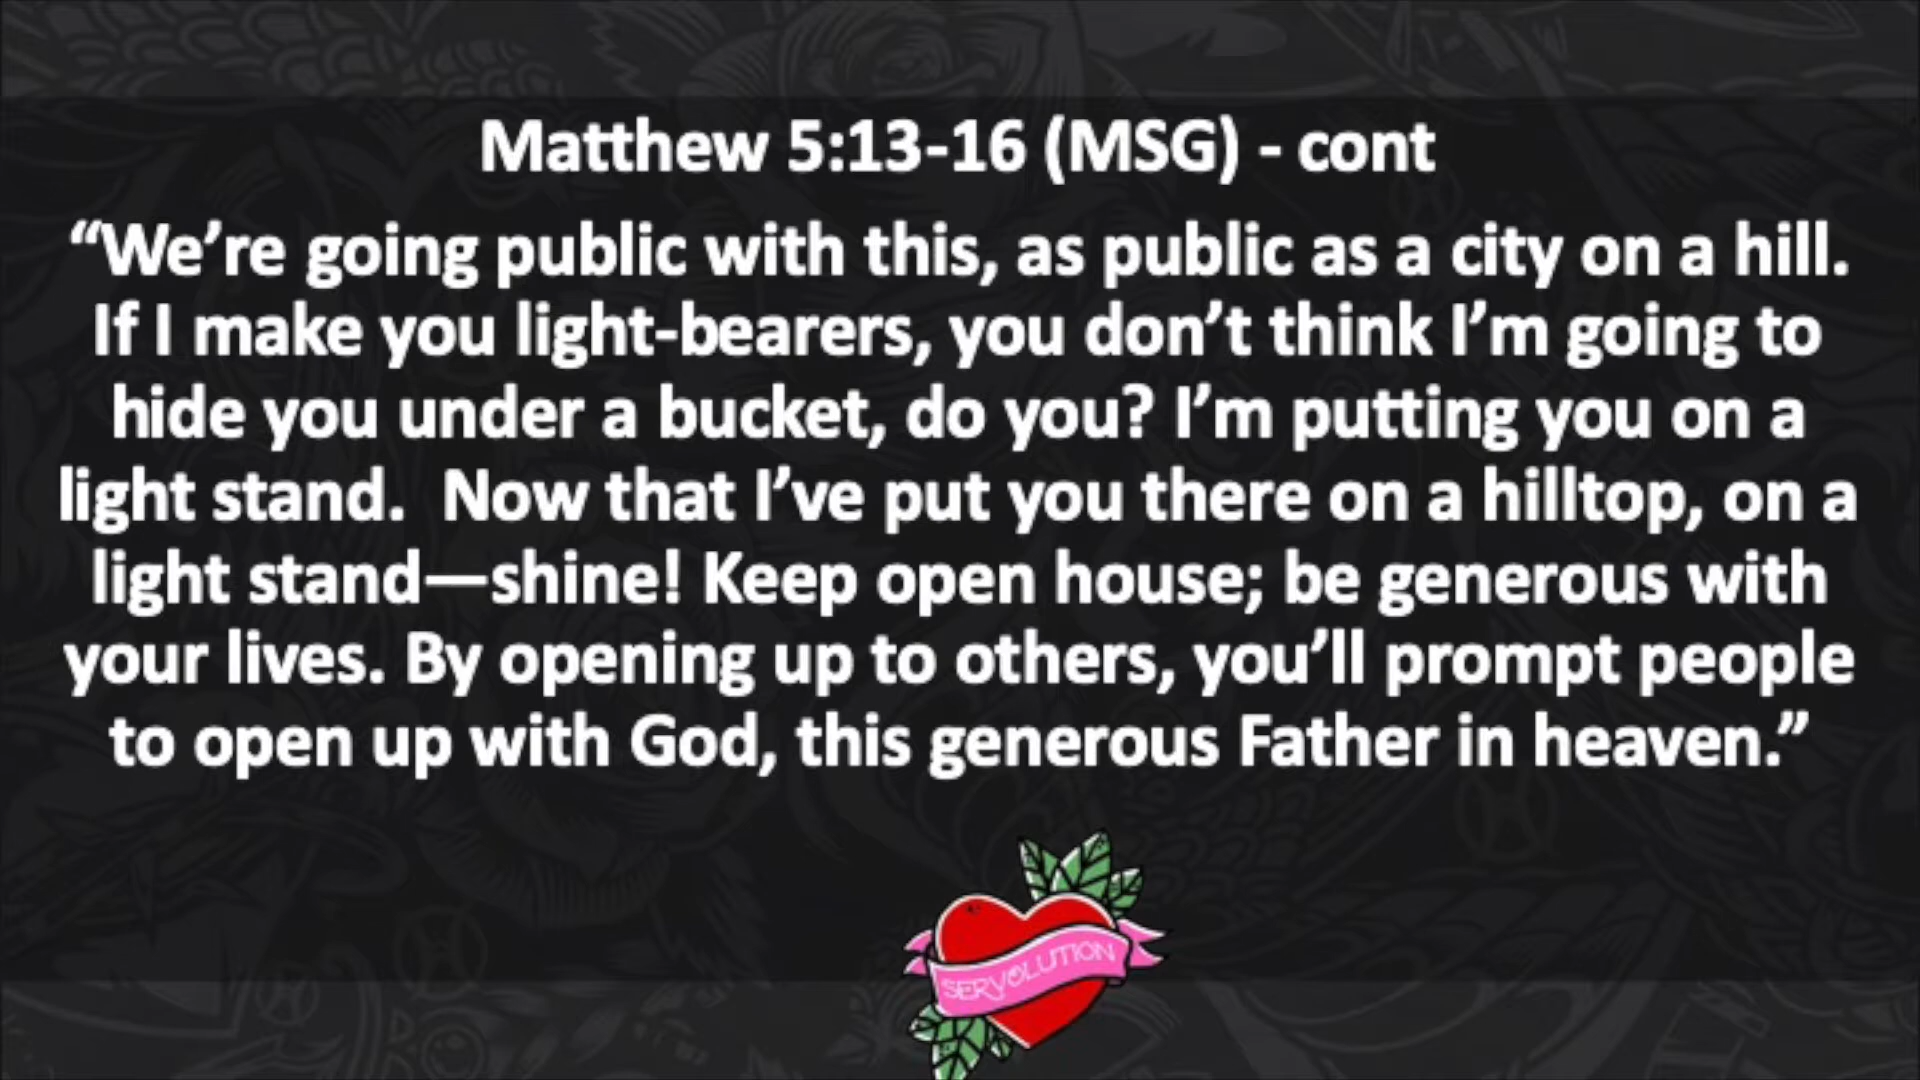 Matthew 5:13-16 (MSG) - cont
“We’re going public with this, as public as a city on a hill.
If I make you light-bearers, you don’t think I’m going to
hide you under a bucket, do you? I’m putting you on a
light stand.  Now that I’ve put you there on a hilltop, on a
light stand—shine! Keep open house; be generous with
your lives. By opening up to others, you’ll prompt people
to open up with God, this generous Father in heaven.”
SERVOLUTION